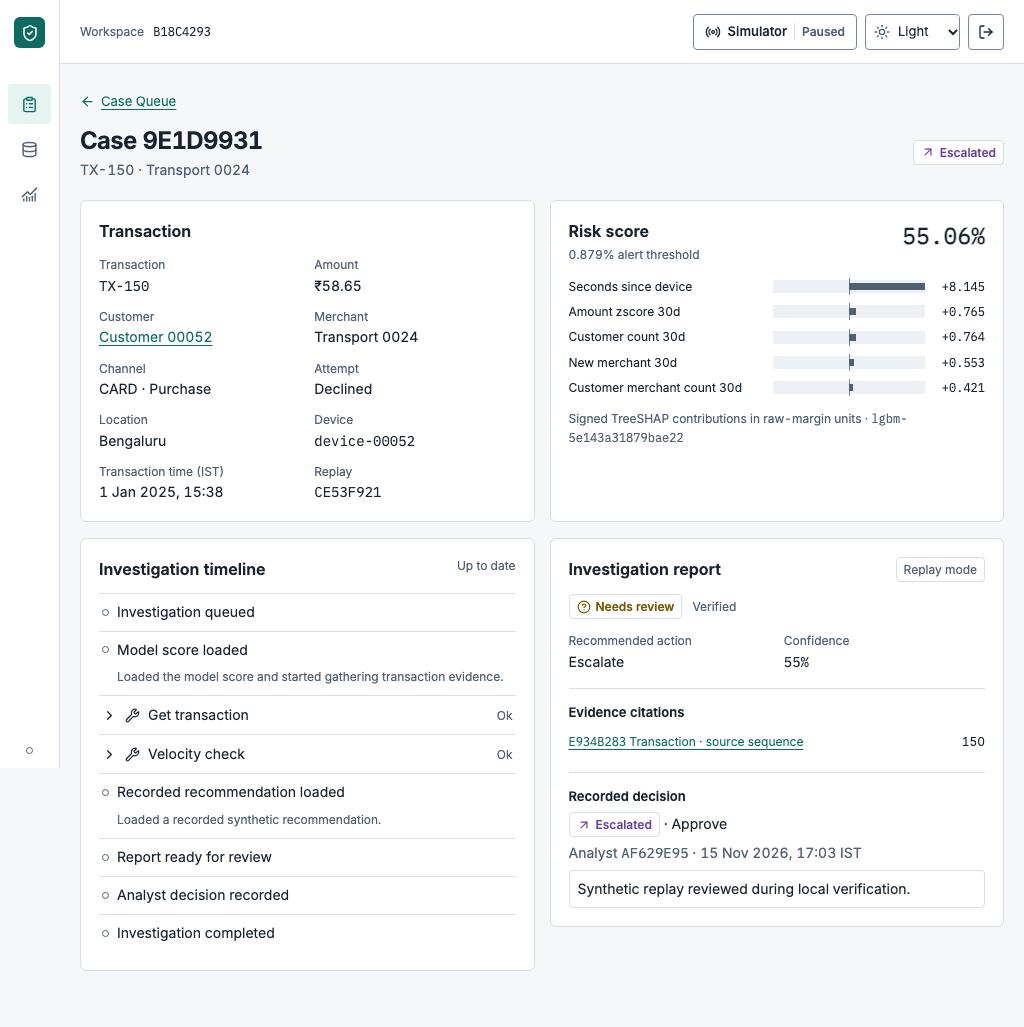 Workspace B18C4293
Simulator Paused
Light
Case Queue
Case 9E1D9931
TX-150 · Transport 0024
Escalated
Transaction
Transaction
TX-150
Amount
₹58.65
Customer
Customer 00052
Merchant
Transport 0024
Channel
CARD · Purchase
Attempt
Declined
Location
Bengaluru
Device
device-00052
Transaction time (IST)
1 Jan 2025, 15:38
Replay
CE53F921
Risk score
55.06%
0.879% alert threshold
Seconds since device +8.145
Amount zscore 30d +0.765
Customer count 30d +0.764
New merchant 30d +0.553
Customer merchant count 30d +0.421
Signed TreeSHAP contributions in raw-margin units · lgbm-
5e143a31879bae22
Investigation timeline
Up to date
Investigation queued
Model score loaded
Loaded the model score and started gathering transaction evidence.
Get transaction Ok
Velocity check Ok
Recorded recommendation loaded
Loaded a recorded synthetic recommendation.
Report ready for review
Analyst decision recorded
Investigation completed
Investigation report
Replay mode
Needs review Verified
Recommended action
Escalate
Confidence
55%
Evidence citations
E934B283 Transaction · source sequence 150
Recorded decision
Escalated · Approve
Analyst AF629E95 · 15 Nov 2026, 17:03 IST
Synthetic replay reviewed during local verification.